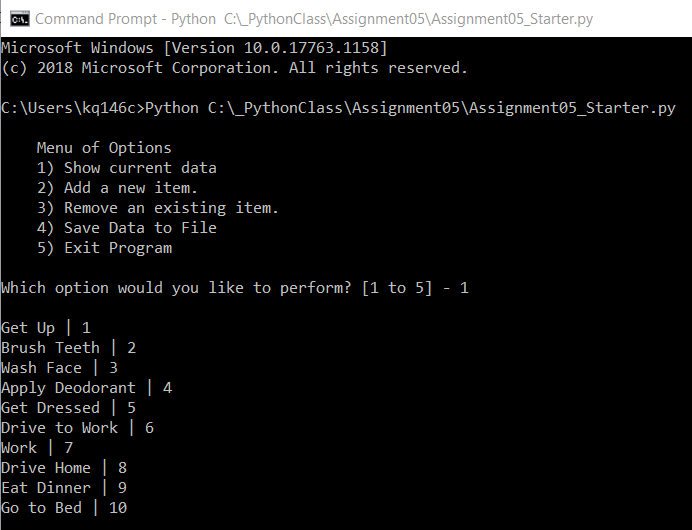 Command Prompt - Python C:\_PythonClass\Assignment05\Assignment05_Starter.py
Microsoft Windows [Version 10.0.17763.1158]
(c) 2018 Microsoft Corporation. All rights reserved.
C:\Users\kq146c>Python C:\_PythonClass\Assignment05\Assignment05_Starter.py
Menu of Options
1) Show current data
2) Add a new item.
3) Remove an existing item.
4) Save Data to File
5) Exit Program
Which option would you like to perform? [1 to 5] - 1
Get Up | 1
Brush Teeth | 2
Wash Face | 3
Apply Deodorant | 4
Get Dressed | 5
Drive to Work | 6
Work | 7
Drive Home | 8
Eat Dinner | 9
Go to Bed | 10